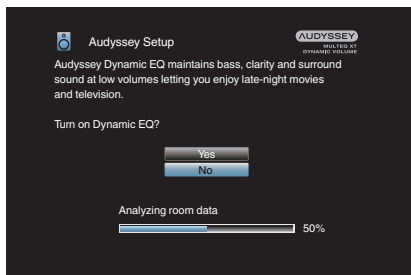 Audyssey Setup
AUDYSSEY
MULTEQ XT
DYNAMIC VOLUME
Audyssey Dynamic EQ maintains bass, clarity and surround
sound at low volumes letting you enjoy late-night movies
and television.
Turn on Dynamic EQ?
Yes
No
Analyzing room data
50%